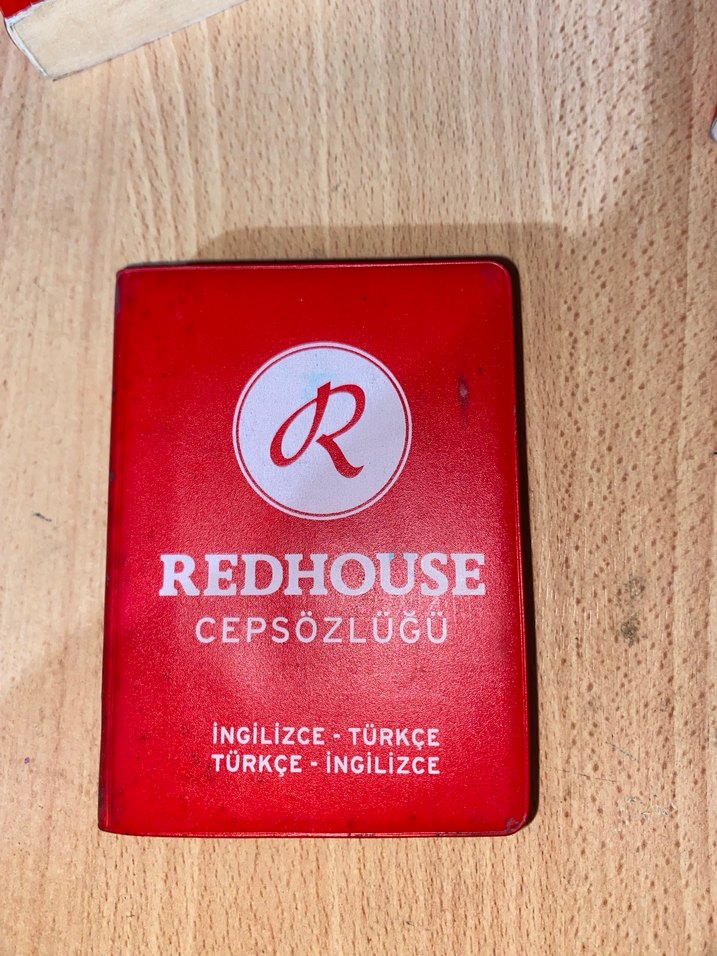 R
REDHOUSE
CEPSÖZLÜĞÜ
İNGİLİZCE - TÜRKÇE
TÜRKÇE - İNGİLİZCE